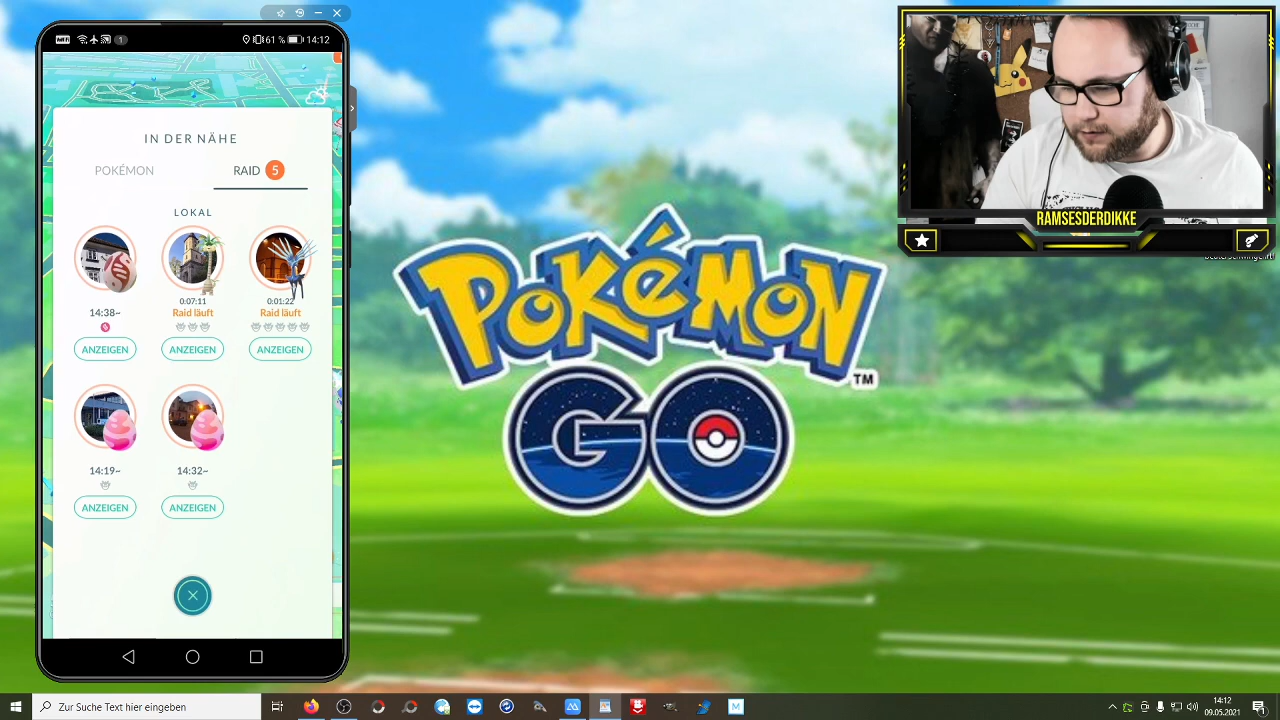 1
61 %
14:12
IN DER NÄHE
POKÉMON
RAID 5
LOKAL
0:07:11
0:01:22
14:38~
Raid läuft
Raid läuft
ANZEIGEN
ANZEIGEN
ANZEIGEN
14:19~
14:32~
ANZEIGEN
ANZEIGEN
POKÉMON
TM
GO
RAMSESDERDIKKE
Zur Suche Text hier eingeben
M
14:12
09.05.2021
1